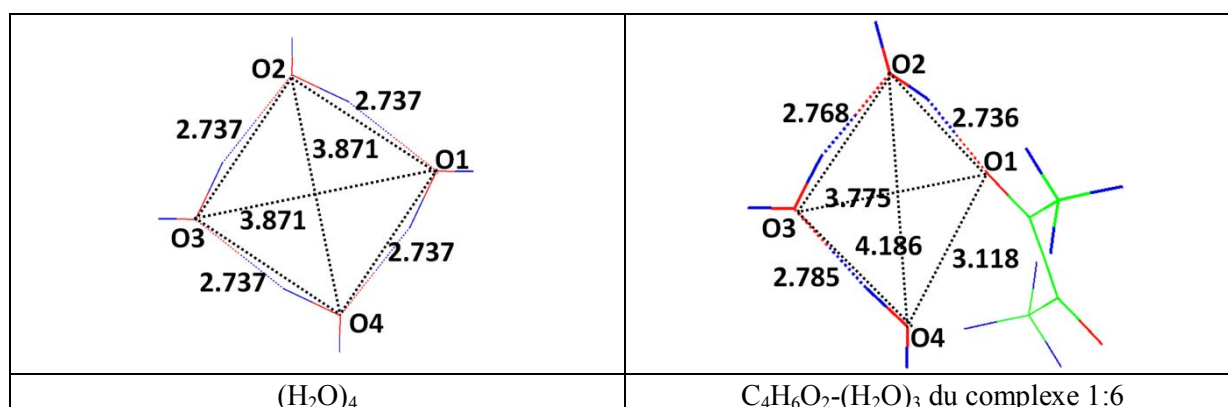 O2
2.737
2.737
3.871
O1
3.871
O3
2.737
2.737
O4
(H₂O)₄
O2
2.768
2.736
O1
3.775
O3
4.186
3.118
2.785
O4
C₄H₆O₂-(H₂O)₃ du complexe 1:6